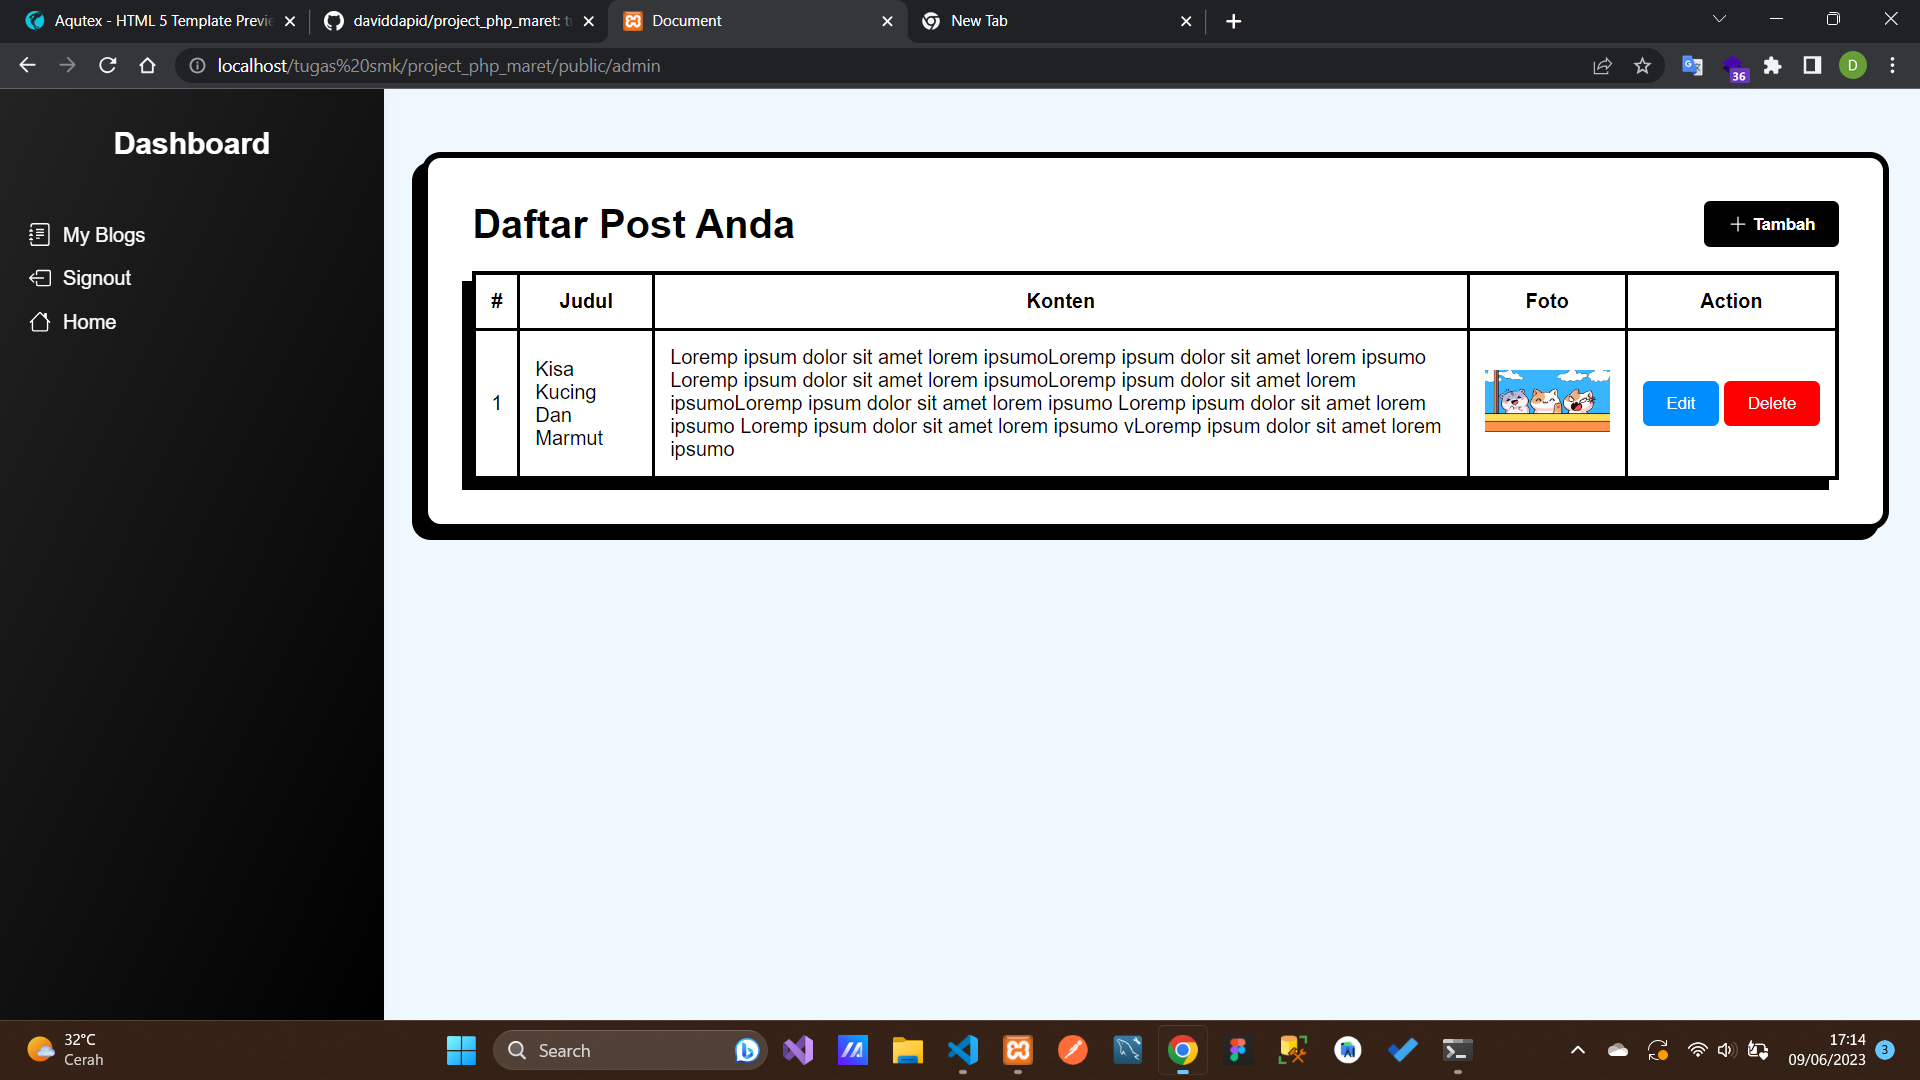 Aqutex - HTML 5 Template Previe
daviddapid/project_php_maret: tu
Document
New Tab
localhost/tugas%20smk/project_php_maret/public/admin
36
D
Dashboard
My Blogs
Signout
Home
Daftar Post Anda
Tambah
# Judul Konten Foto Action
1
Kisa
Kucing
Dan
Marmut
Loremp ipsum dolor sit amet lorem ipsumoLoremp ipsum dolor sit amet lorem ipsumo
Loremp ipsum dolor sit amet lorem ipsumoLoremp ipsum dolor sit amet lorem
ipsumoLoremp ipsum dolor sit amet lorem ipsumo Loremp ipsum dolor sit amet lorem
ipsumo Loremp ipsum dolor sit amet lorem ipsumo vLoremp ipsum dolor sit amet lorem
ipsumo
Edit Delete
32°C
Cerah
Search
17:14
09/06/2023
3